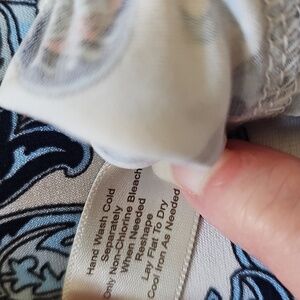 Hand Wash Cold
Separately
Only Non-Chlorine Bleach
When Needed
Reshape
Lay Flat To Dry
Cool Iron As Needed